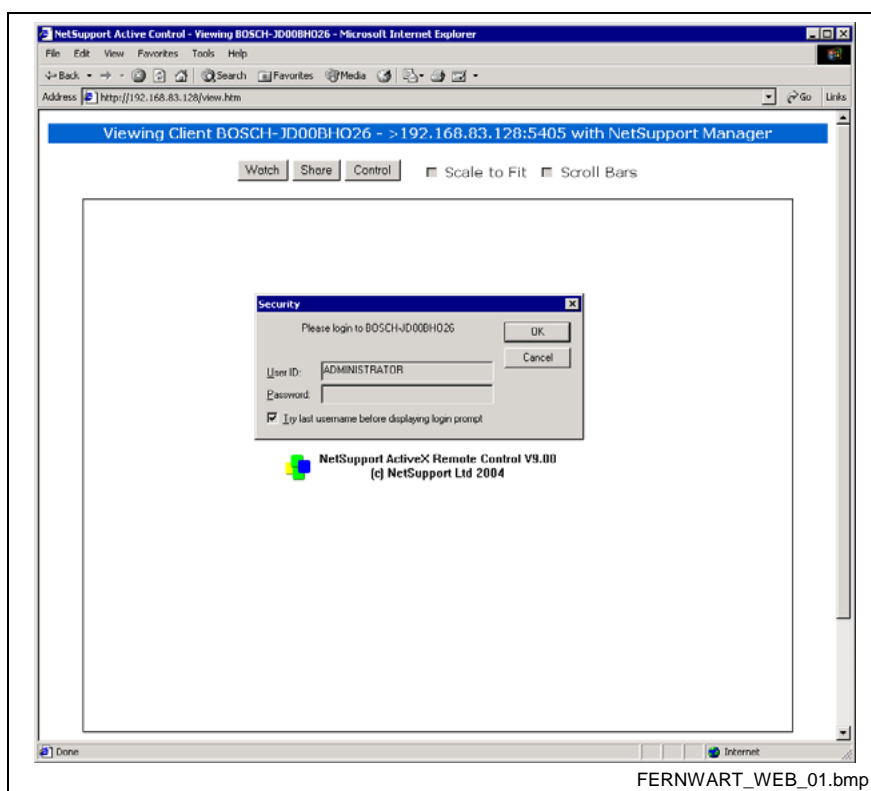 NetSupport Active Control - Viewing BOSCH-JD00BHO26 - Microsoft Internet Explorer
File Edit View Favorites Tools Help
Back Search Favorites Media
Address http://192.168.83.128/view.htm Go Links
Viewing Client BOSCH-JD00BHO26 - >192.168.83.128:5405 with NetSupport Manager
Watch Share Control Scale to Fit Scroll Bars
Security
Please login to BOSCH-JD00BHO26 OK
Cancel
User ID: ADMINISTRATOR
Password:
Try last username before displaying login prompt
NetSupport ActiveX Remote Control V9.00
(c) NetSupport Ltd 2004
Done Internet
FERNWART_WEB_01.bmp